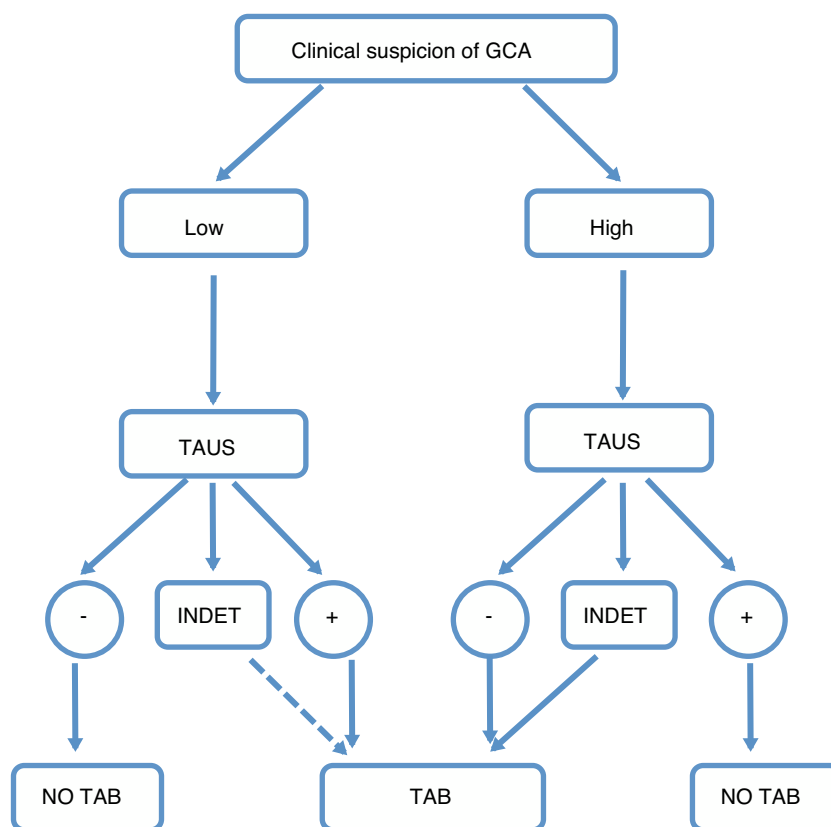 Clinical suspicion of GCA
Low
High
TAUS
TAUS
-
INDET
+
-
INDET
+
NO TAB
TAB
NO TAB